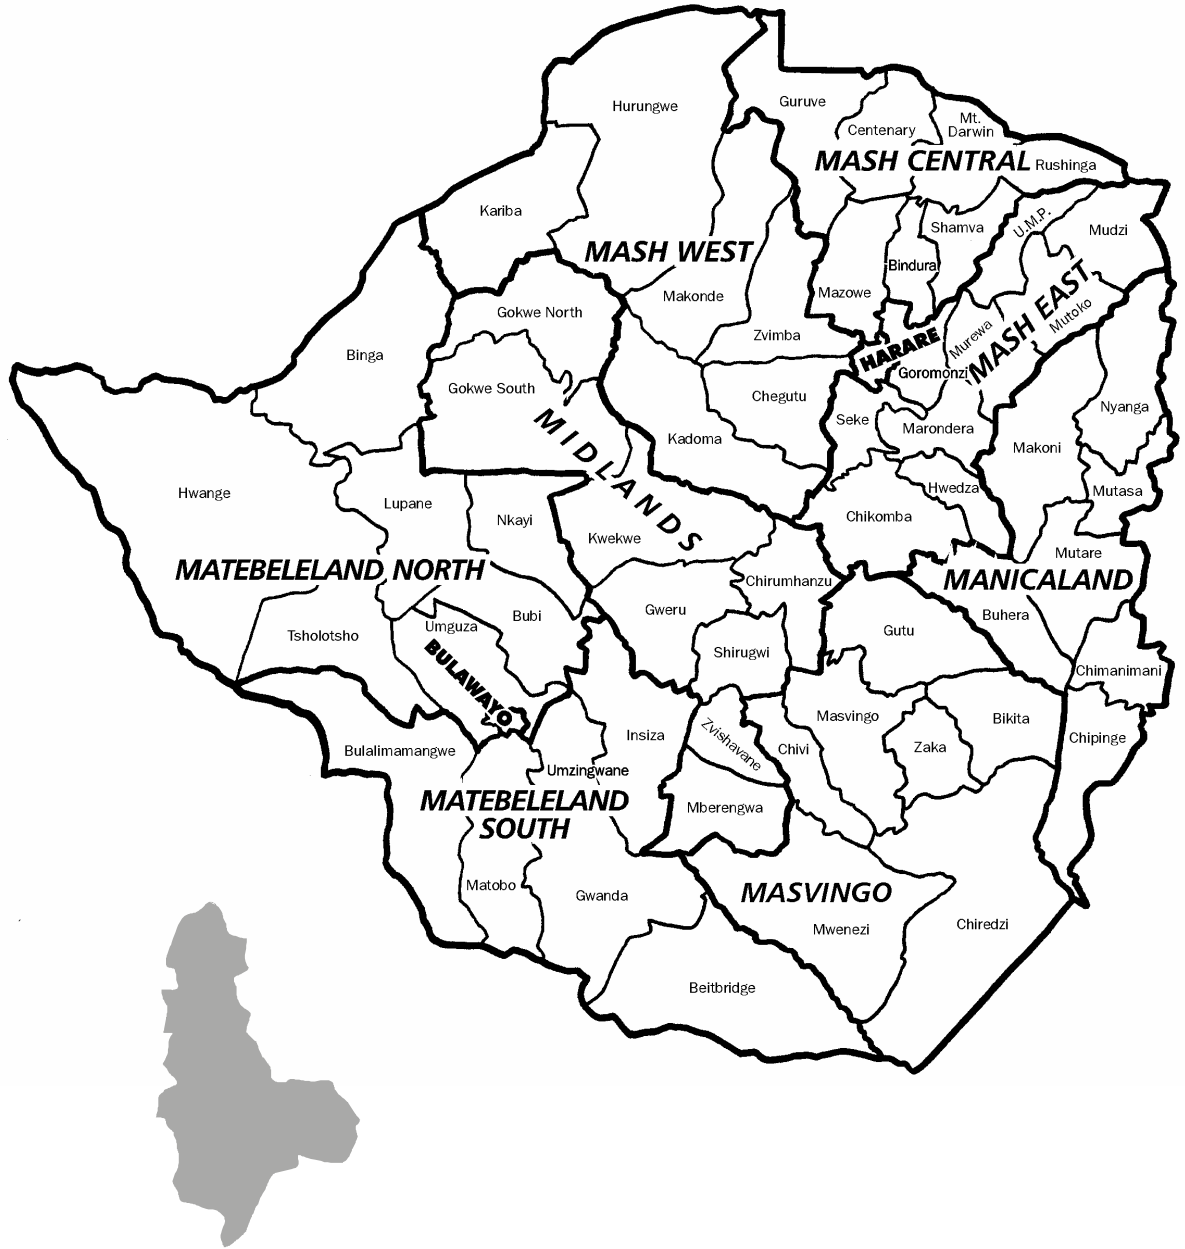 Hurungwe
Guruve
Centenary
Mt.
Darwin
MASH CENTRAL
Rushinga
Kariba
U.M.P.
Shamva
Mudzi
MASH WEST
Bindura
Makonde
Mazowe
MASH EAST
Gokwe North
Mutoko
Zvimba
Murewa
HARARE
Binga
Goromonzi
Gokwe South
Chegutu
Nyanga
MIDLANDS
Seke
Marondera
Kadoma
Makoni
Hwange
Hwedza
Mutasa
Lupane
Nkayi
Chikomba
Kwekwe
Mutare
MATEBELELAND NORTH
MANICALAND
Chirumhanzu
Gweru
Bubi
Buhera
Umguza
Tsholotsho
Gutu
Shirugwi
Chimanimani
BULAWAYO
Masvingo
Bikita
Zvishavane
Insiza
Chipinge
Bulalimamangwe
Chivi
Zaka
Umzingwane
MATEBELELAND
SOUTH
Mberengwa
Matobo
Gwanda
MASVINGO
Mwenezi
Chiredzi
Beitbridge